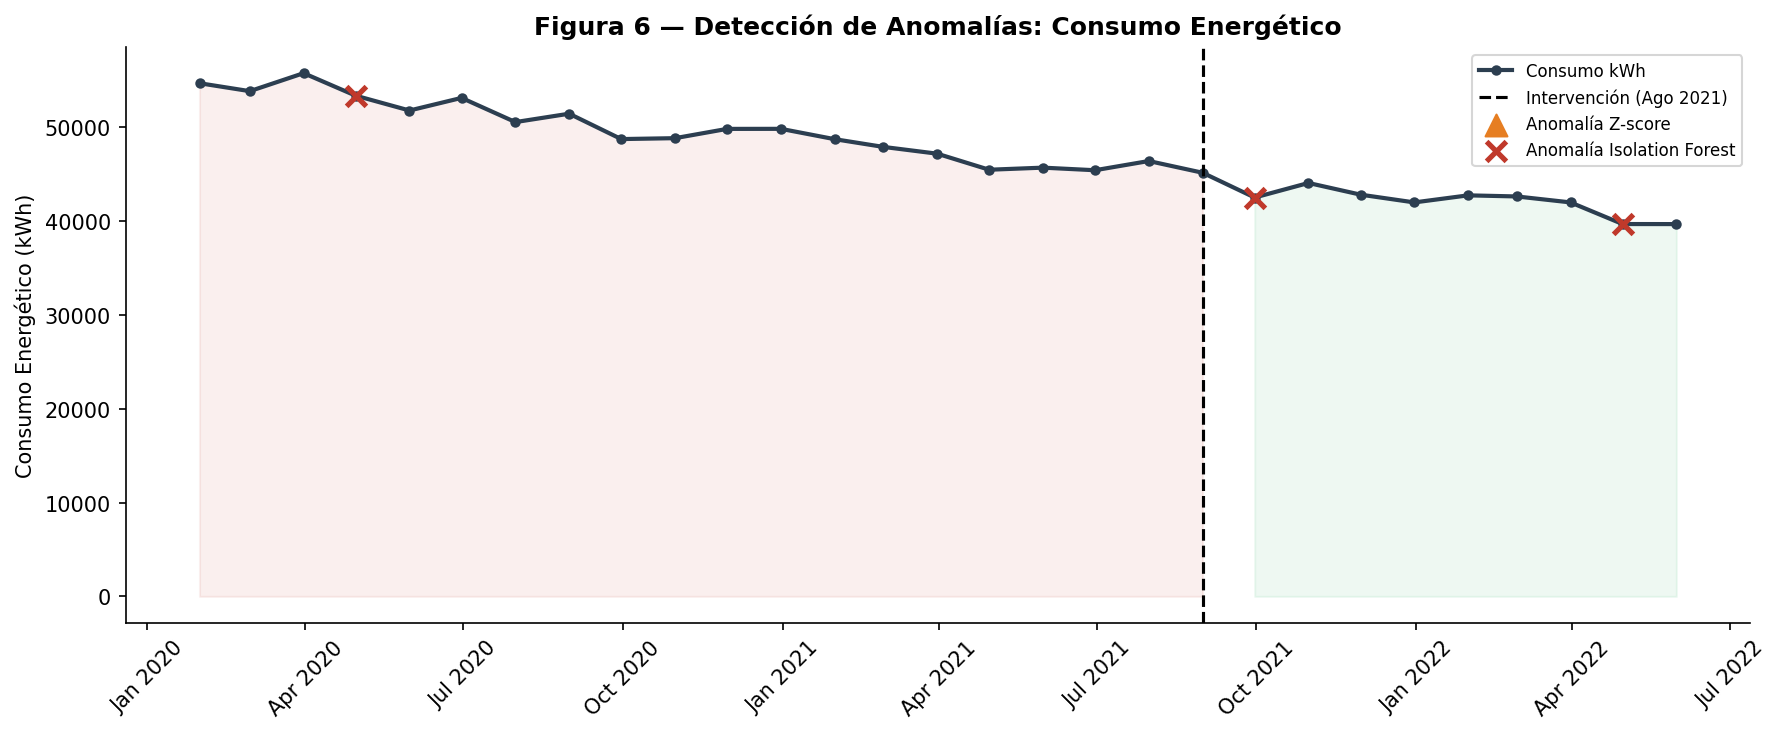 Figura 6 — Detección de Anomalías: Consumo Energético
Consumo kWh
Intervención (Ago 2021)
Anomalía Z-score
Anomalía Isolation Forest
Consumo Energético (kWh)
50000
40000
30000
20000
10000
0
Jan 2020
Apr 2020
Jul 2020
Oct 2020
Jan 2021
Apr 2021
Jul 2021
Oct 2021
Jan 2022
Apr 2022
Jul 2022